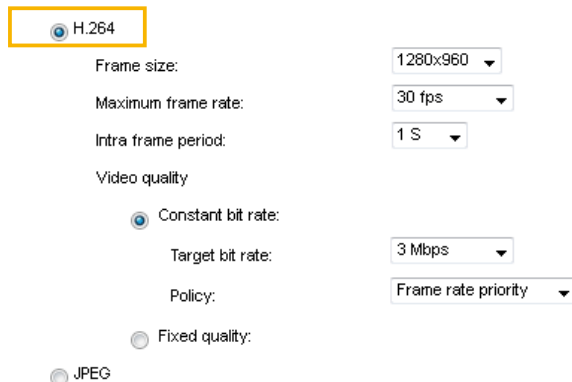 H.264
Frame size: 1280x960
Maximum frame rate: 30 fps
Intra frame period: 1 S
Video quality
Constant bit rate:
Target bit rate: 3 Mbps
Policy: Frame rate priority
Fixed quality:
JPEG